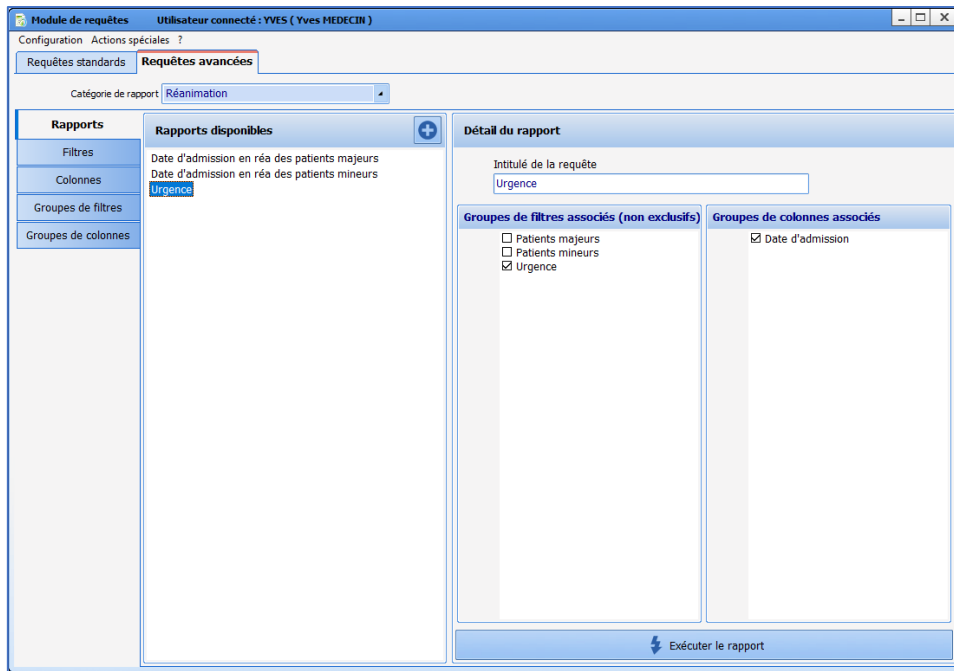 Module de requêtes Utilisateur connecté : YVES ( Yves MEDECIN )
Configuration Actions spéciales ?
Requêtes standards Requêtes avancées
Catégorie de rapport Réanimation
Rapports
Filtres
Colonnes
Groupes de filtres
Groupes de colonnes
Rapports disponibles
Date d'admission en réa des patients majeurs
Date d'admission en réa des patients mineurs
Urgence
Détail du rapport
Intitulé de la requête
Urgence
Groupes de filtres associés (non exclusifs)
Patients majeurs
Patients mineurs
Urgence
Groupes de colonnes associés
Date d'admission
Exécuter le rapport